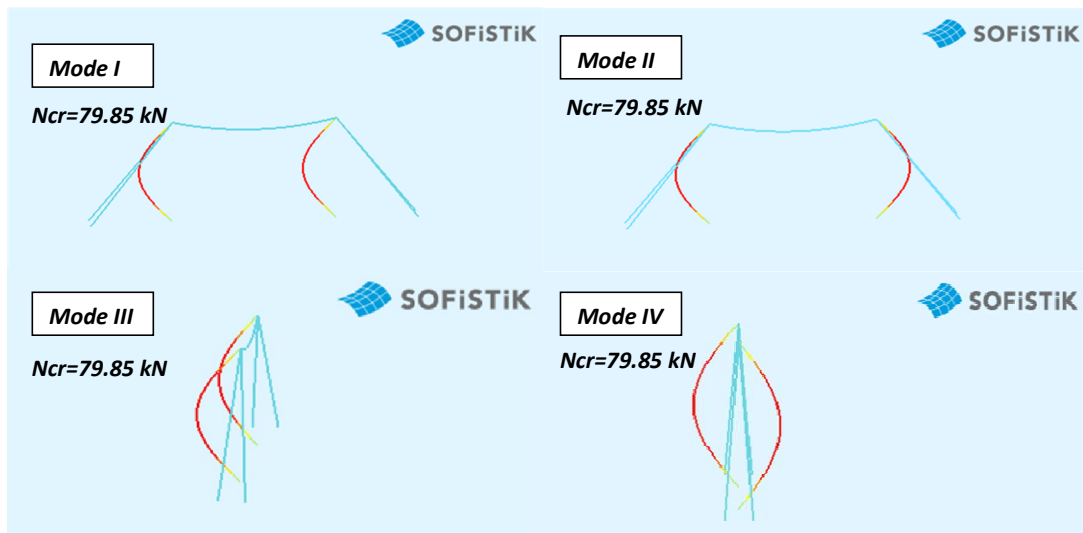 SOFiSTiK
Mode I
Ncr=79.85 kN
SOFiSTiK
Mode II
Ncr=79.85 kN
SOFiSTiK
Mode III
Ncr=79.85 kN
SOFiSTiK
Mode IV
Ncr=79.85 kN